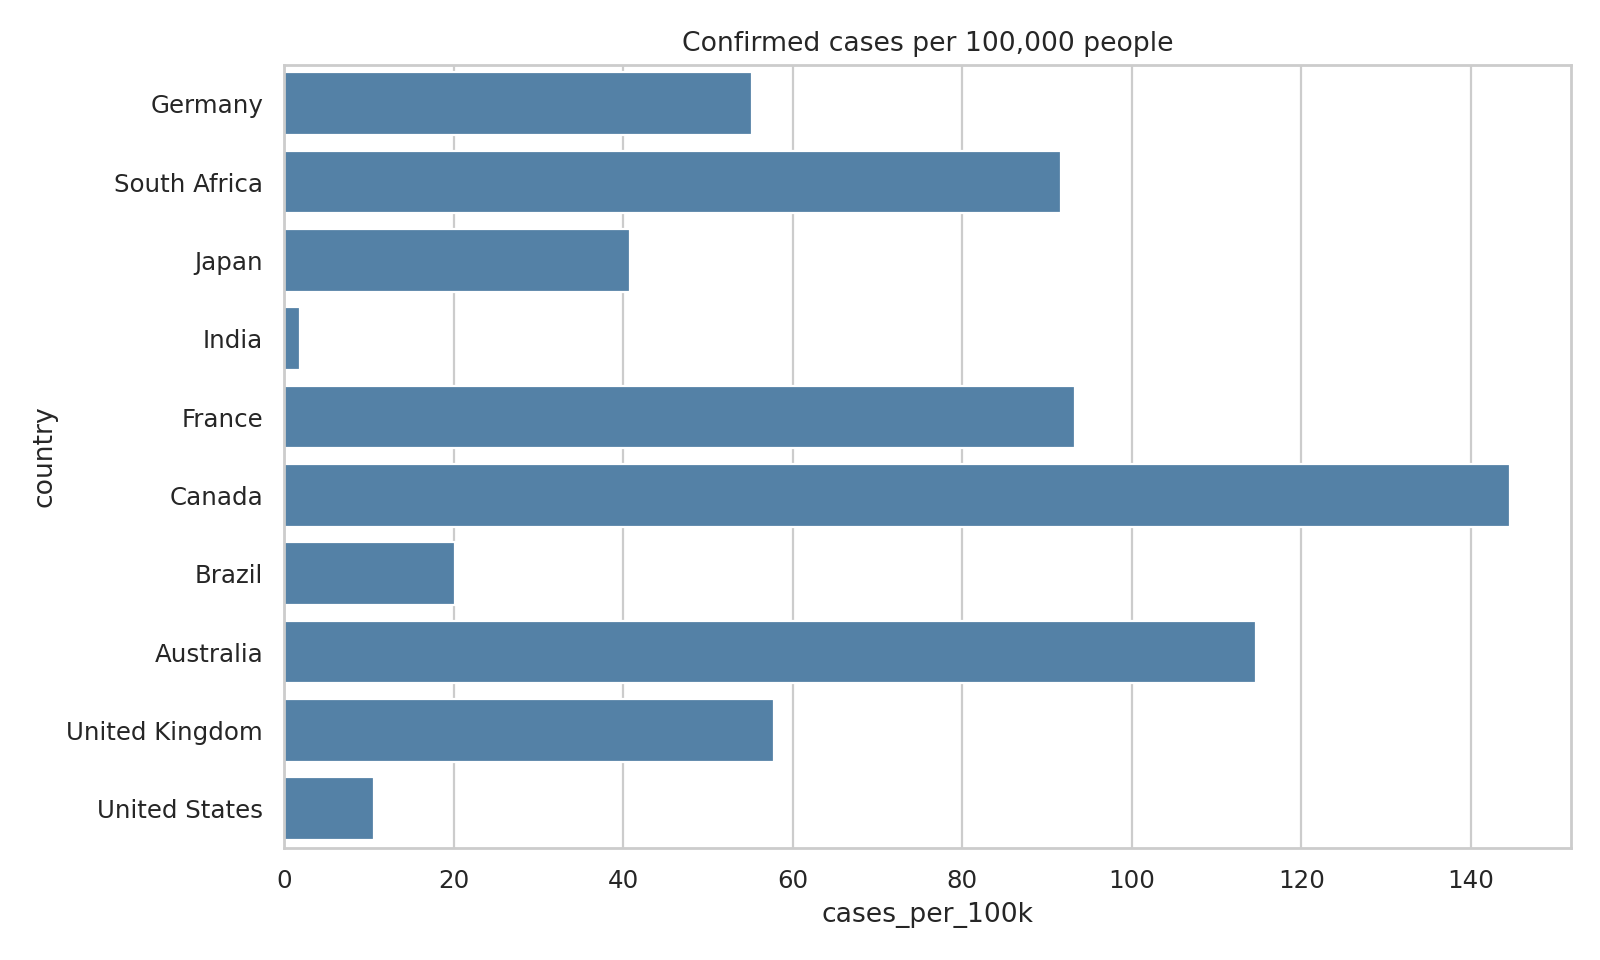 Confirmed cases per 100,000 people
Germany
South Africa
Japan
India
France
Canada
Brazil
Australia
United Kingdom
United States
country
0 20 40 60 80 100 120 140
cases_per_100k